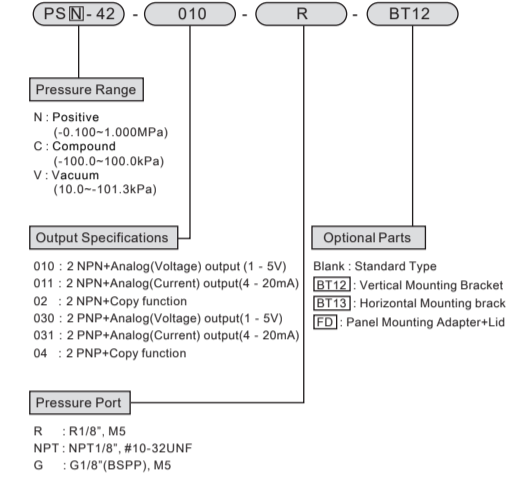 PSN-42 - 010 - R - BT12
Pressure Range
N : Positive
(-0.100~1.000MPa)
C : Compound
(-100.0~100.0kPa)
V : Vacuum
(10.0~-101.3kPa)
Output Specifications
010 : 2 NPN+Analog(Voltage) output (1 - 5V)
011 : 2 NPN+Analog(Current) output(4 - 20mA)
02 : 2 NPN+Copy function
030 : 2 PNP+Analog(Voltage) output(1 - 5V)
031 : 2 PNP+Analog(Current) output(4 - 20mA)
04 : 2 PNP+Copy function
Optional Parts
Blank : Standard Type
BT12 : Vertical Mounting Bracket
BT13 : Horizontal Mounting brack
FD : Panel Mounting Adapter+Lid
Pressure Port
R : R1/8", M5
NPT : NPT1/8", #10-32UNF
G : G1/8"(BSPP), M5